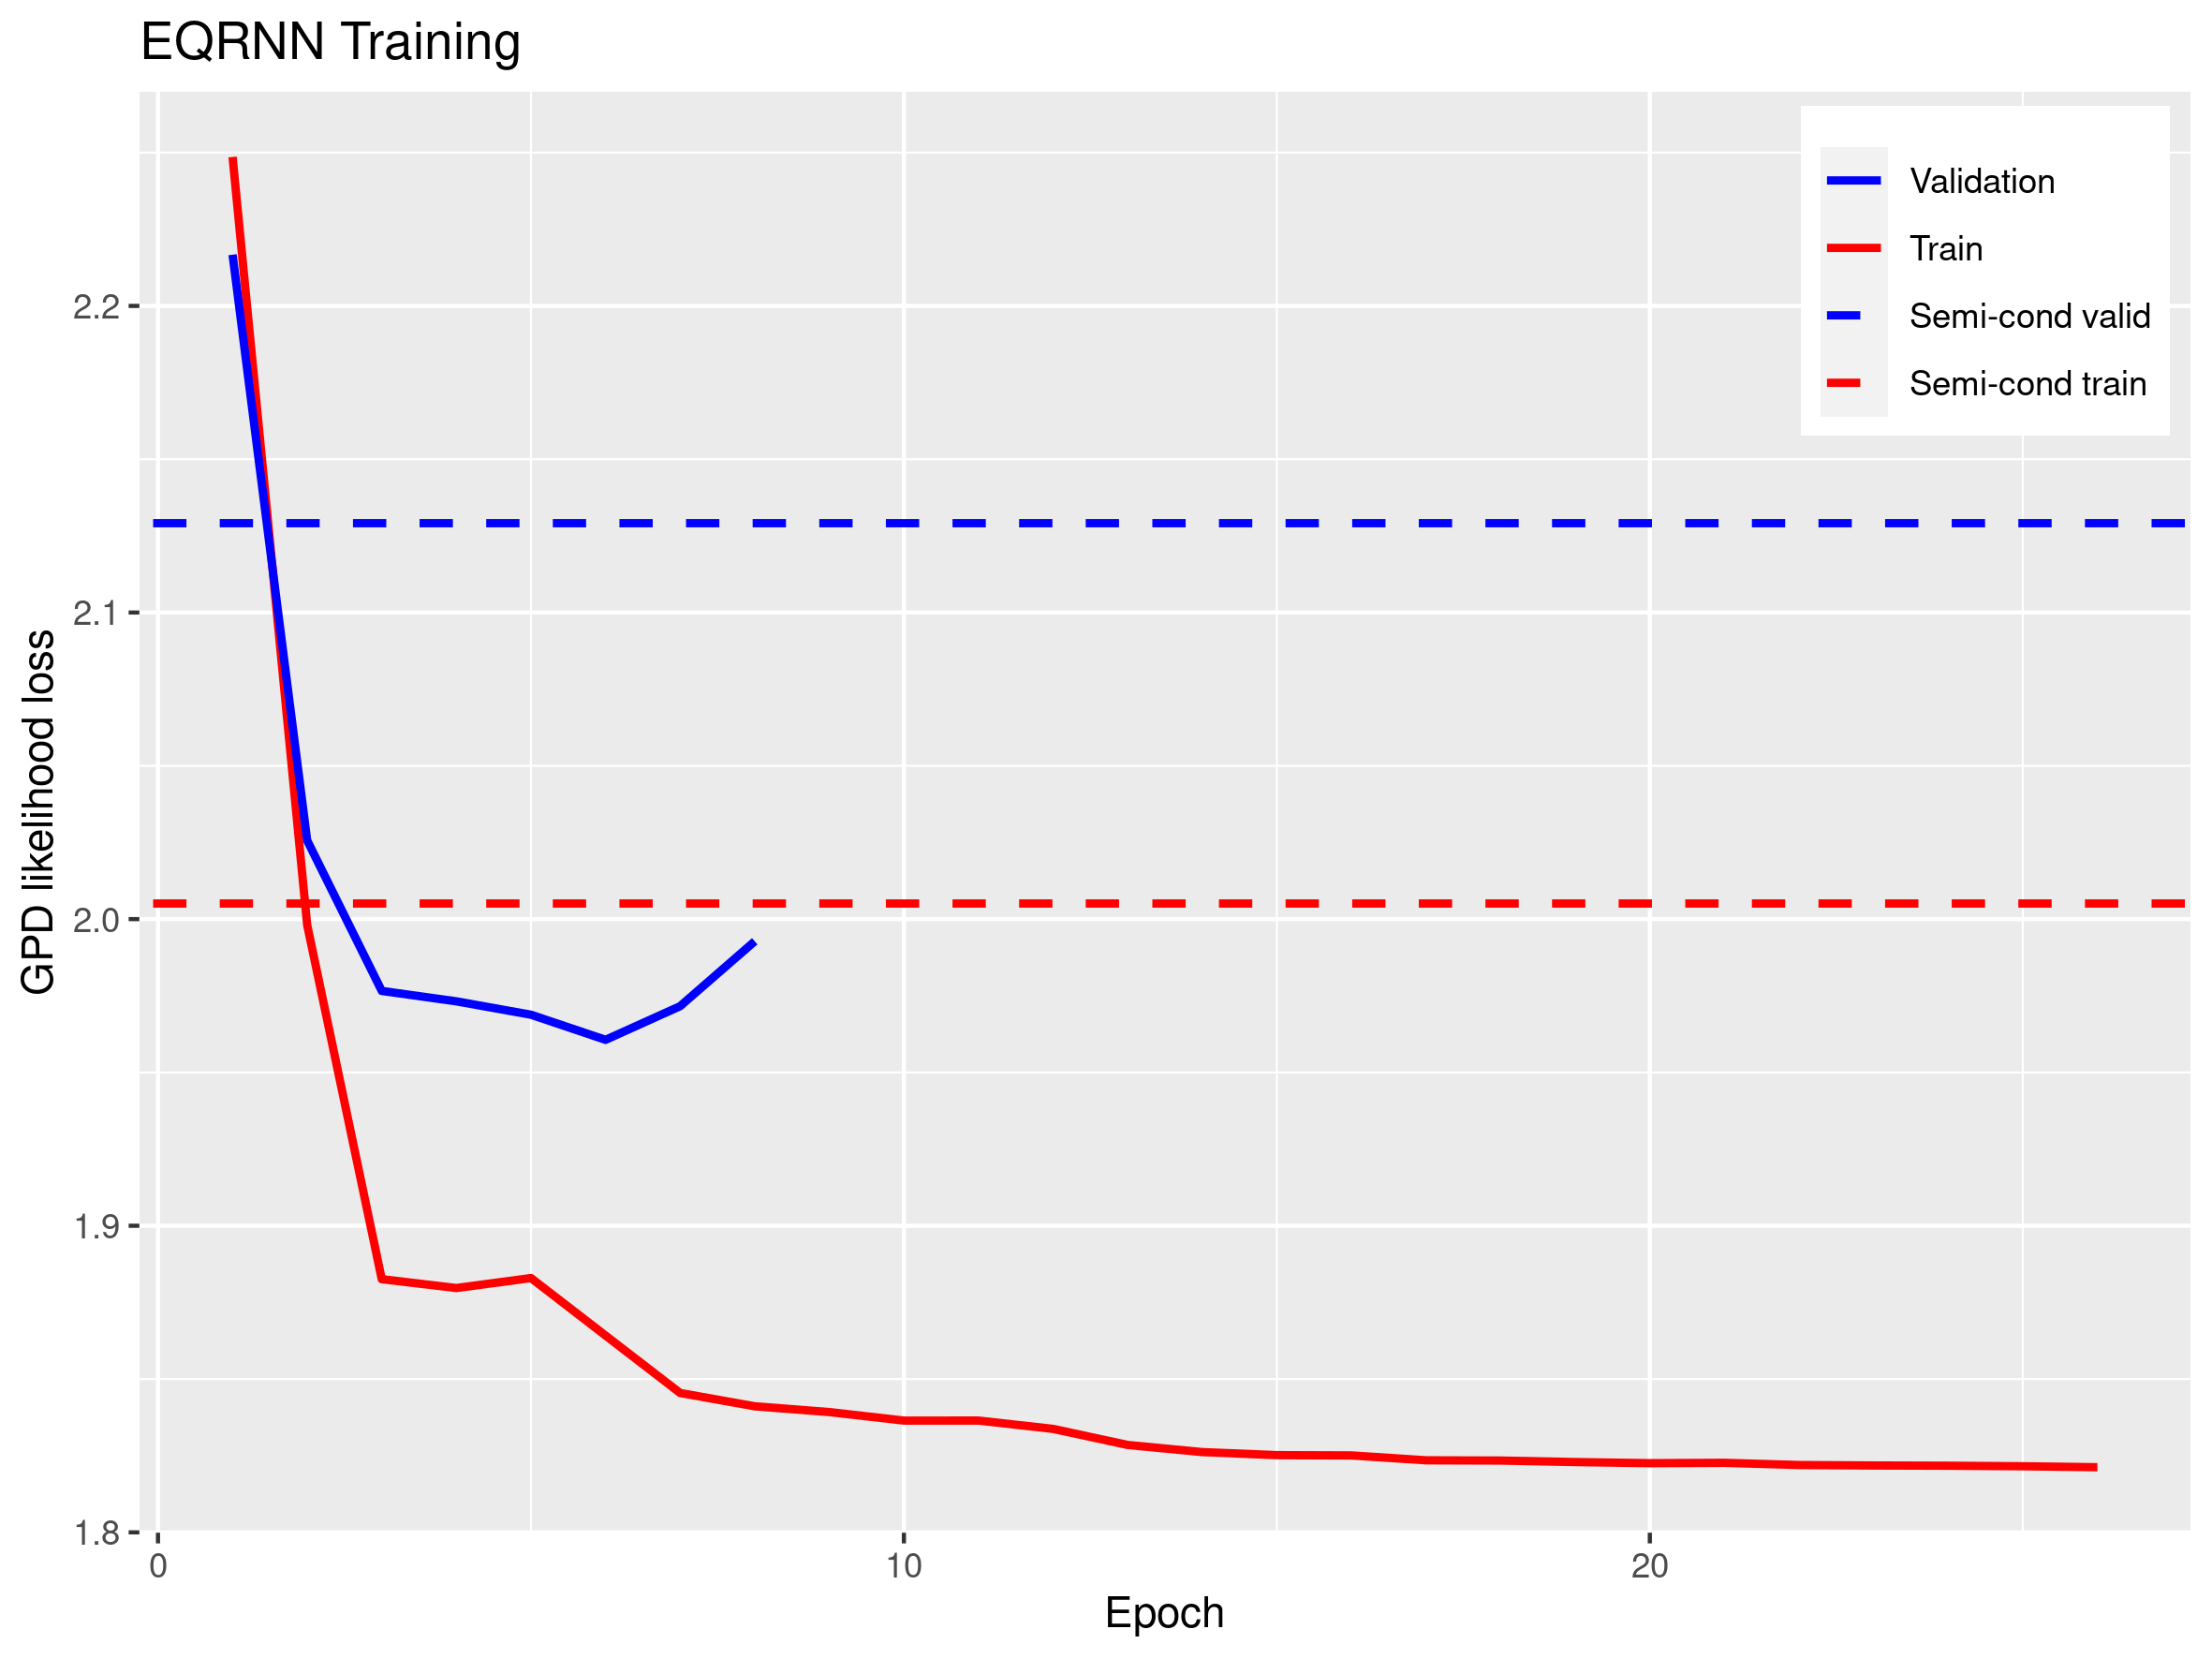 EQRNN Training
GPD likelihood loss
2.2
2.1
2.0
1.9
1.8
0
10
20
Epoch
Validation
Train
Semi-cond valid
Semi-cond train